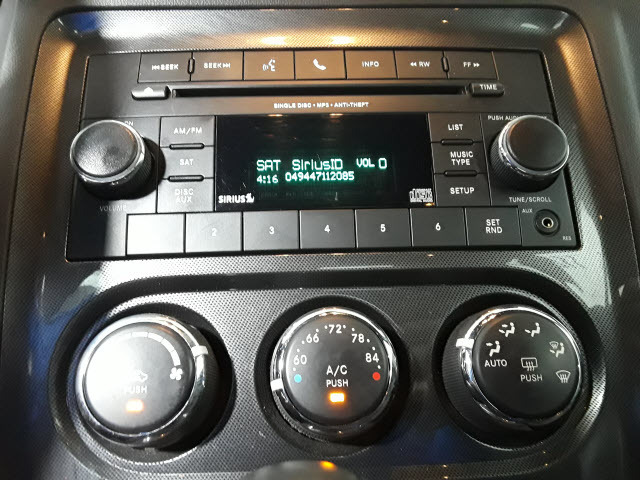 SEEK
SEEK
INFO
RW
FF
TIME
SINGLE DISC • MP3 • ANTI-THEFT
ON
AM/FM
SAT
DISC
AUX
VOLUME
SAT SiriusID VOL 0
4:16 049447112085
SIRIUS
LIST
MUSIC
TYPE
SETUP
PUSH AUDIO
TUNE/SCROLL
AUX
2
3
4
5
6
SET
RND
PUSH
60
66
72°
78
84
A/C
PUSH
AUTO
PUSH